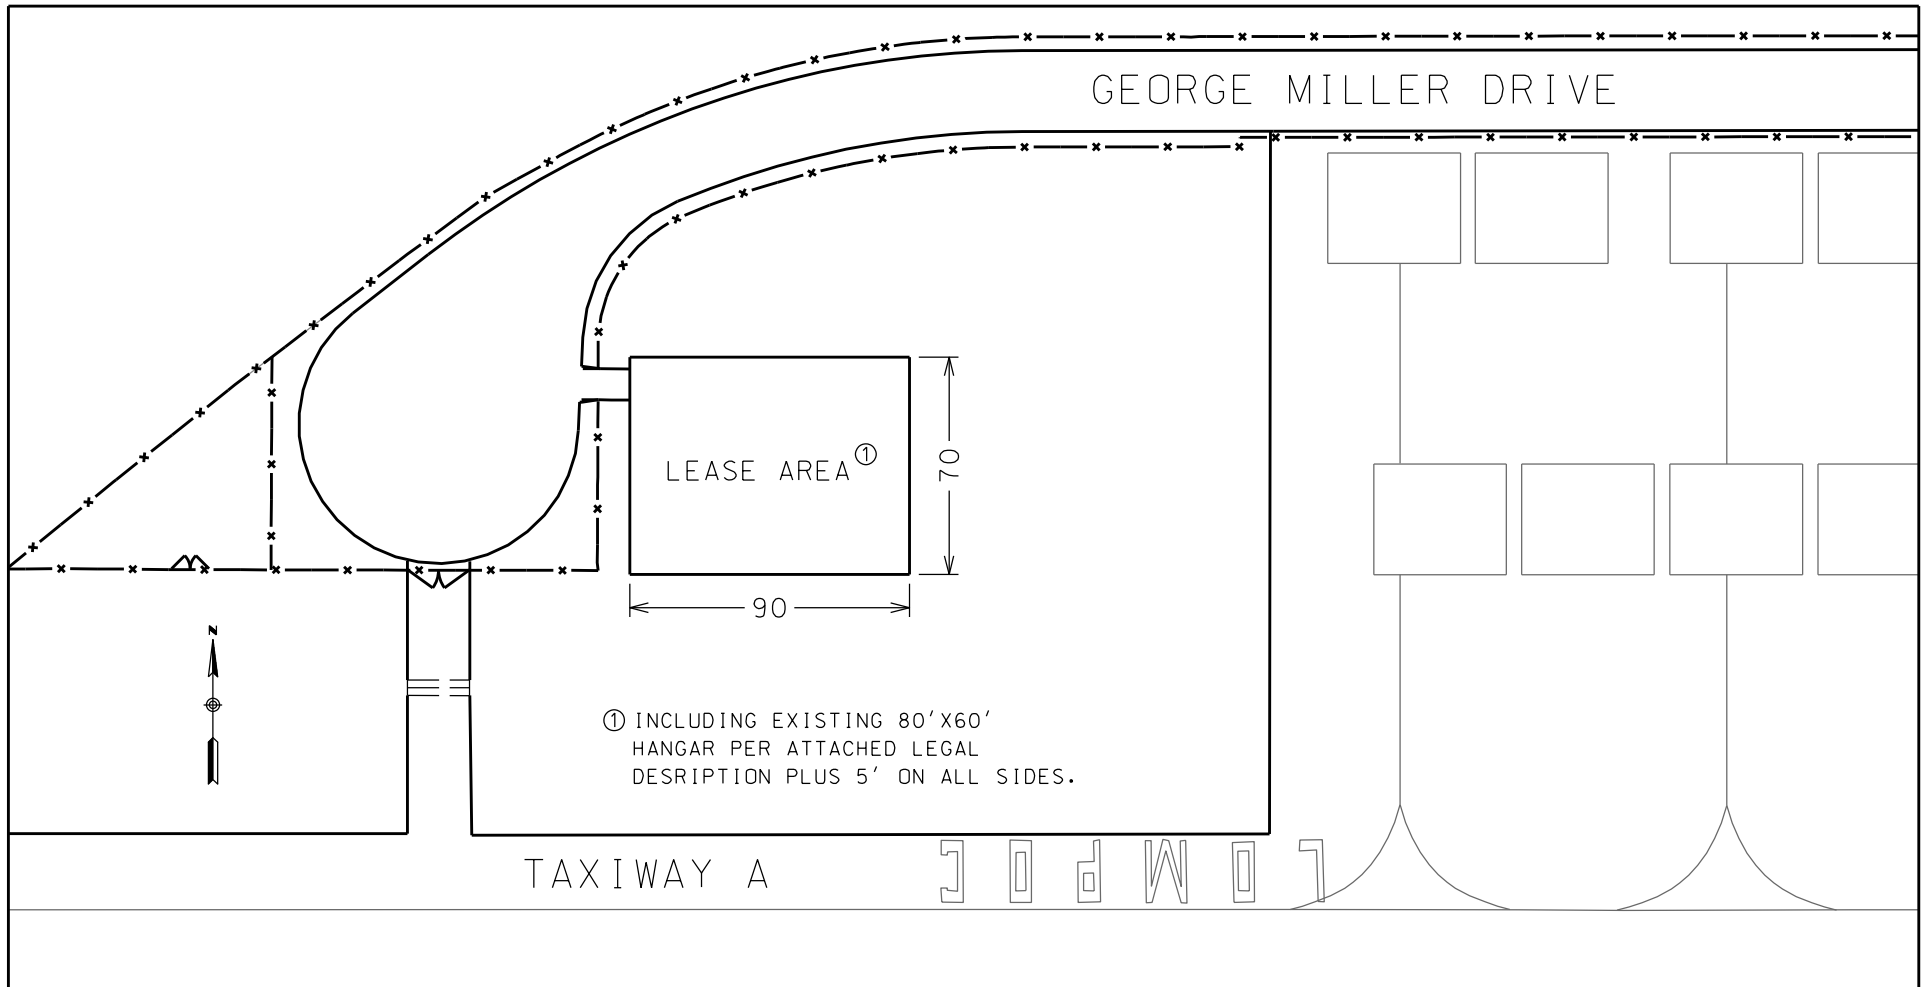 GEORGE MILLER DRIVE
LEASE AREA①
70
90
N
① INCLUDING EXISTING 80'X60'
HANGAR PER ATTACHED LEGAL
DESRIPTION PLUS 5' ON ALL SIDES.
TAXIWAY A
LOMPOC